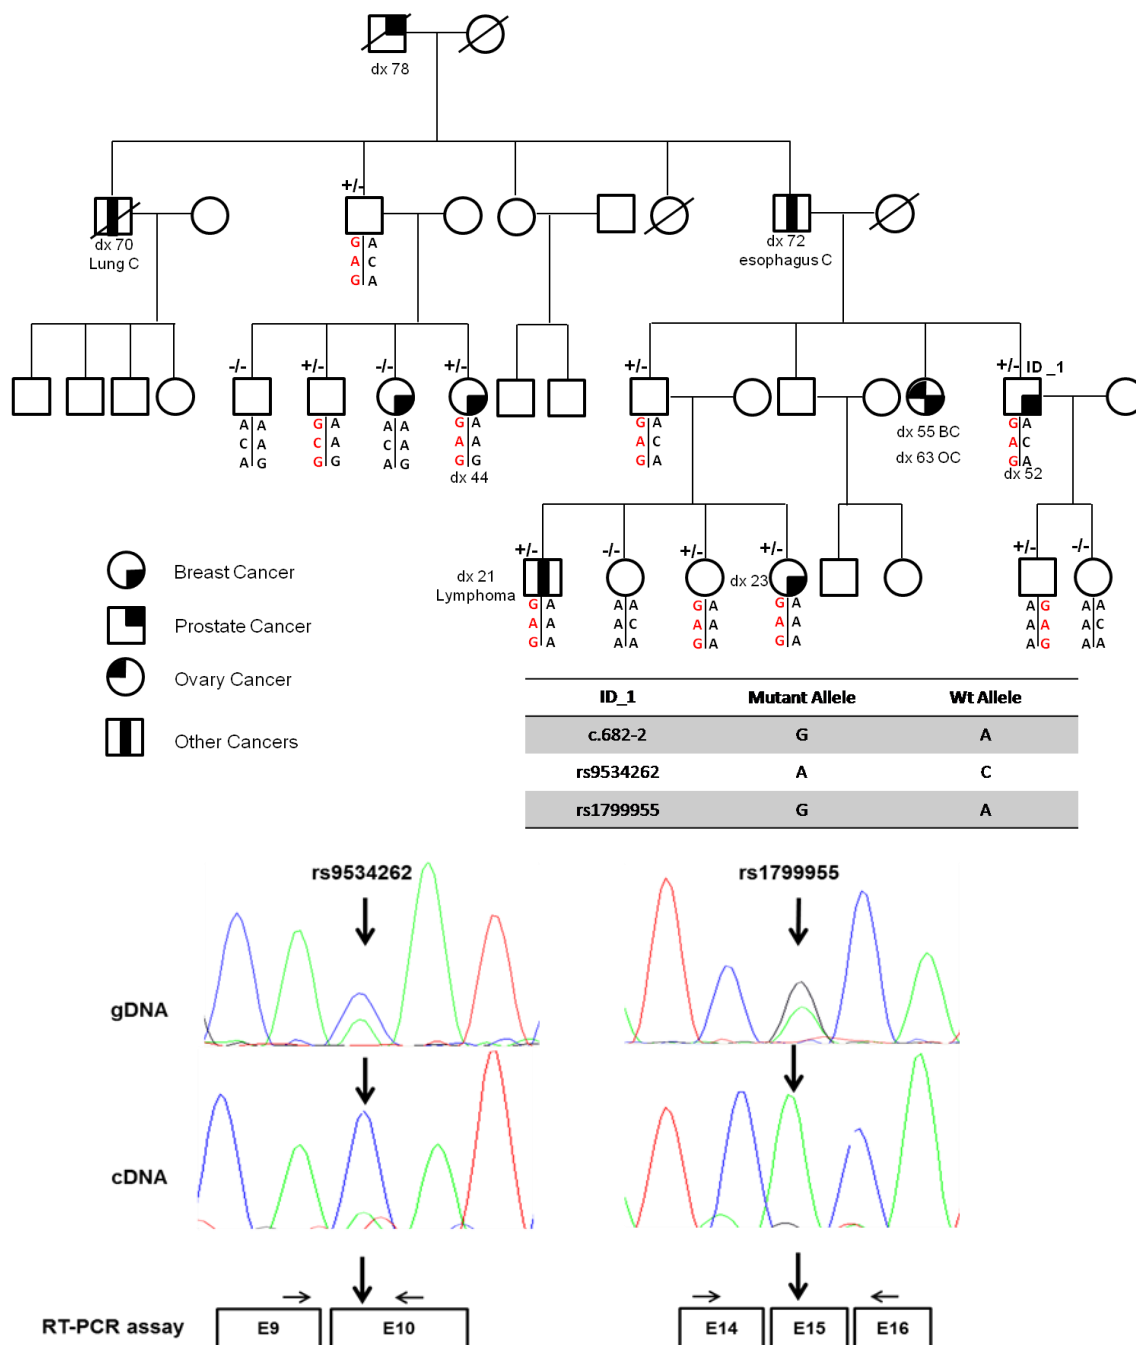 dx 78
+/-
dx 70
Lung C
G A
A C
G A
dx 72
esophagus C
-/-
+/-
-/-
+/-
+/-
+/- ID_1
A A
C A
A G
G A
C A
G G
A A
C A
A G
G A
A A
G G
dx 44
G A
A C
G A
dx 55 BC
dx 63 OC
G A
A C
G A
dx 52
+/-
-/-
+/-
+/-
+/-
-/-
dx 21
Lymphoma
dx 23
G A
A A
G A
A A
A C
A A
G A
A A
G A
G A
A A
G A
A G
A A
A G
A A
A C
A A
Breast Cancer
Prostate Cancer
Ovary Cancer
Other Cancers
ID_1 Mutant Allele Wt Allele
c.682-2 G A
rs9534262 A C
rs1799955 G A
rs9534262 rs1799955
gDNA
cDNA
RT-PCR assay E9 E10 E14 E15 E16